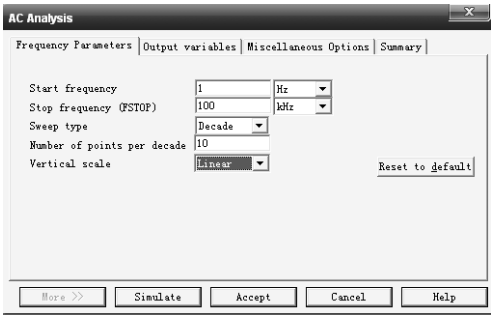 AC Analysis
Frequency Parameters Output variables Miscellaneous Options Summary
Start frequency 1 Hz
Stop frequency (FSTOP) 100 kHz
Sweep type Decade
Number of points per decade 10
Vertical scale Linear
Reset to default
More >> Simulate Accept Cancel Help